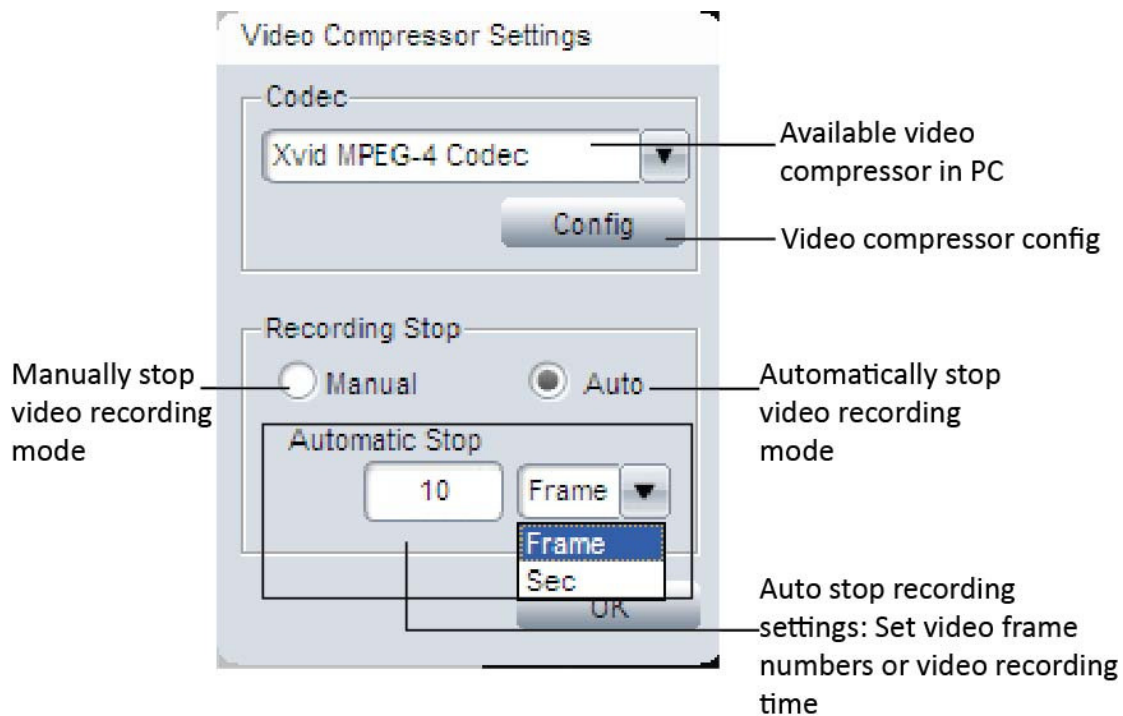 Video Compressor Settings
Codec
Xvid MPEG-4 Codec
Available video
compressor in PC
Config
Video compressor config
Recording Stop
Manually stop
video recording
mode
Manual
Auto
Automatically stop
video recording
mode
Automatic Stop
10
Frame
Frame
Sec
OK
Auto stop recording
settings: Set video frame
numbers or video recording
time